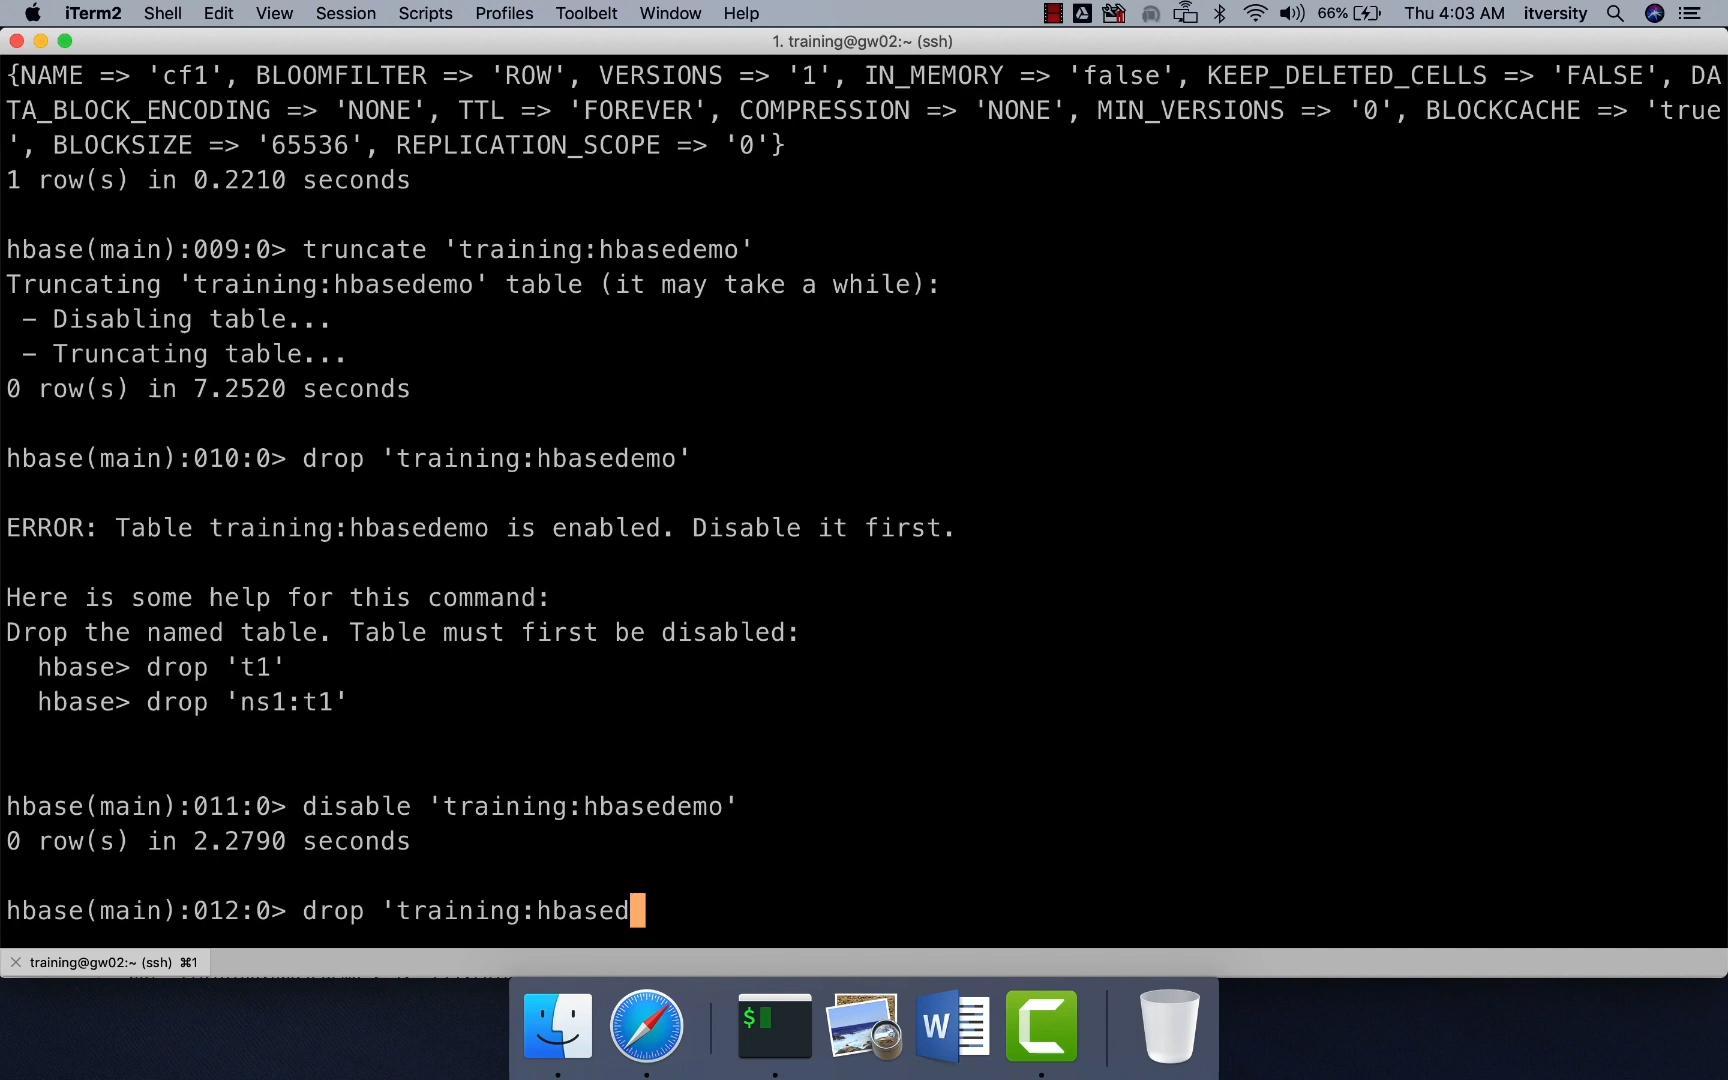 iTerm2 Shell Edit View Session Scripts Profiles Toolbelt Window Help 66% Thu 4:03 AM itversity
1. training@gw02:~ (ssh)
{NAME => 'cf1', BLOOMFILTER => 'ROW', VERSIONS => '1', IN_MEMORY => 'false', KEEP_DELETED_CELLS => 'FALSE', DA
TA_BLOCK_ENCODING => 'NONE', TTL => 'FOREVER', COMPRESSION => 'NONE', MIN_VERSIONS => '0', BLOCKCACHE => 'true
', BLOCKSIZE => '65536', REPLICATION_SCOPE => '0'}
1 row(s) in 0.2210 seconds
hbase(main):009:0> truncate 'training:hbasedemo'
Truncating 'training:hbasedemo' table (it may take a while):
- Disabling table...
- Truncating table...
0 row(s) in 7.2520 seconds
hbase(main):010:0> drop 'training:hbasedemo'
ERROR: Table training:hbasedemo is enabled. Disable it first.
Here is some help for this command:
Drop the named table. Table must first be disabled:
hbase> drop 't1'
hbase> drop 'ns1:t1'
hbase(main):011:0> disable 'training:hbasedemo'
0 row(s) in 2.2790 seconds
hbase(main):012:0> drop 'training:hbased
training@gw02:~ (ssh) ⌘1
$
W